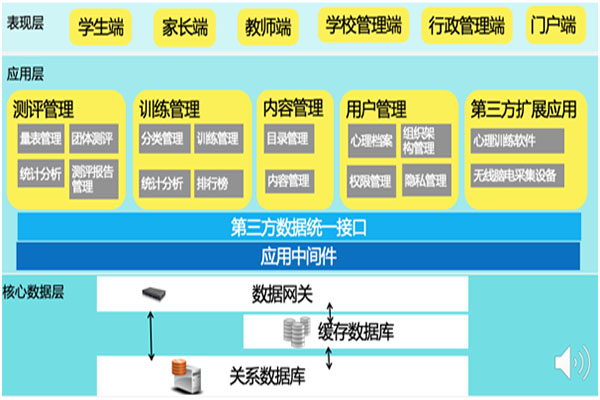 表现层
学生端 家长端 教师端 学校管理端 行政管理端 门户端
应用层
测评管理 训练管理 内容管理 用户管理 第三方扩展应用
量表管理 团体测评 分类管理 训练管理 目录管理 心理档案 组织架
构管理 心理训练软件
统计分析 测评报告
管理 统计分析 排行榜 内容管理 权限管理 隐私管理 无线脑电采集设备
第三方数据统一接口
应用中间件
核心数据层
数据网关
缓存数据库
关系数据库